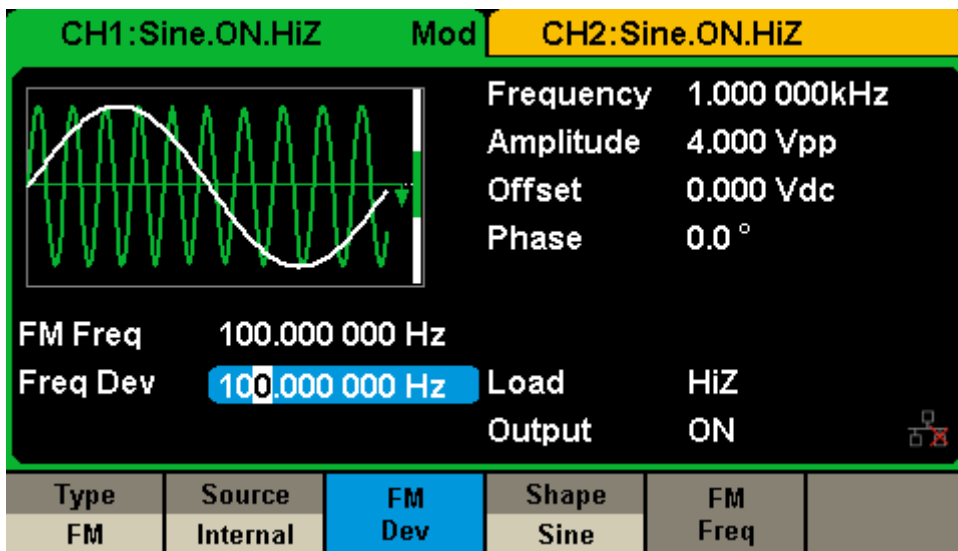 CH1:Sine.ON.HiZ Mod CH2:Sine.ON.HiZ
Frequency 1.000 000kHz
Amplitude 4.000 Vpp
Offset 0.000 Vdc
Phase 0.0 °
FM Freq 100.000 000 Hz
Freq Dev 100.000 000 Hz
Load HiZ
Output ON
Type
FM
Source
Internal
FM
Dev
Shape
Sine
FM
Freq